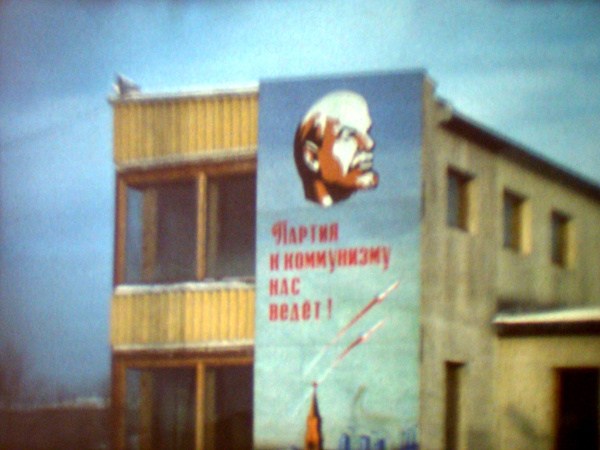 Партия
к коммунизму
нас
ведёт!